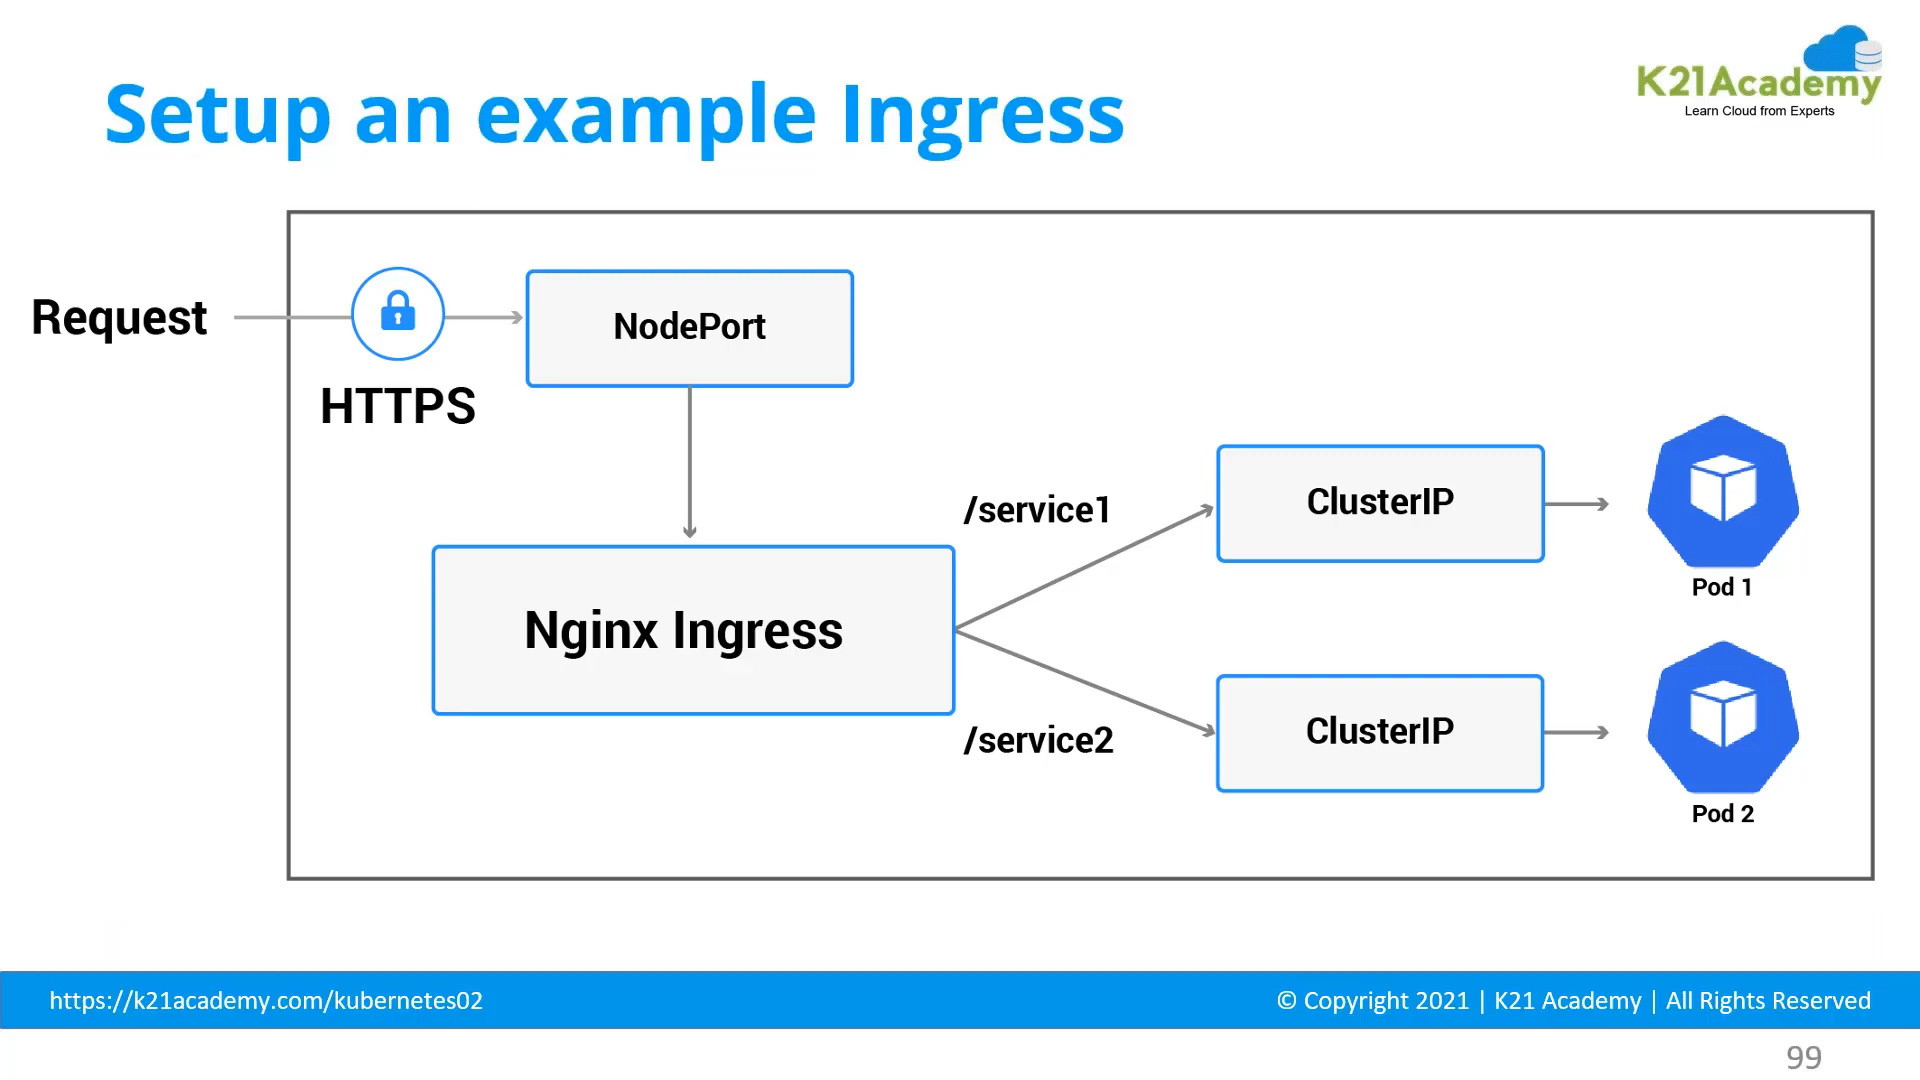 K21Academy
Learn Cloud from Experts
Setup an example Ingress
Request
HTTPS
NodePort
Nginx Ingress
/service1
/service2
ClusterIP
Pod 1
ClusterIP
Pod 2
https://k21academy.com/kubernetes02
© Copyright 2021 | K21 Academy | All Rights Reserved
99